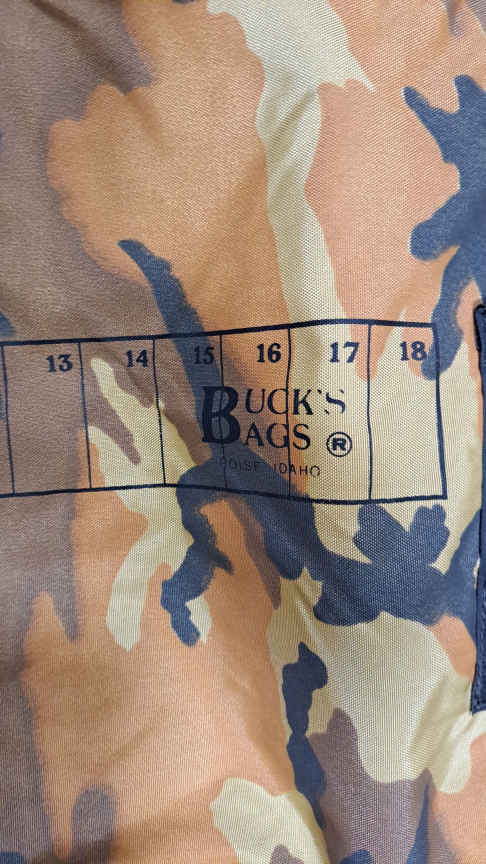 13 14 15 16 17 18
BUCK'S
BAGS ®
BOISE, IDAHO